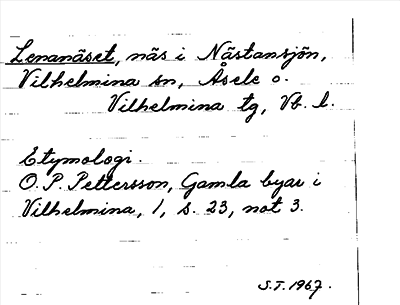 Lenanäset, näs i Nästansjön,
Vilhelmina sn, Åsele o.
Vilhelmina tg, Vb. l.
Etymologi.
O. P. Pettersson, Gamla byar i
Vilhelmina, 1, s. 23, not 3.
S.T. 1967.